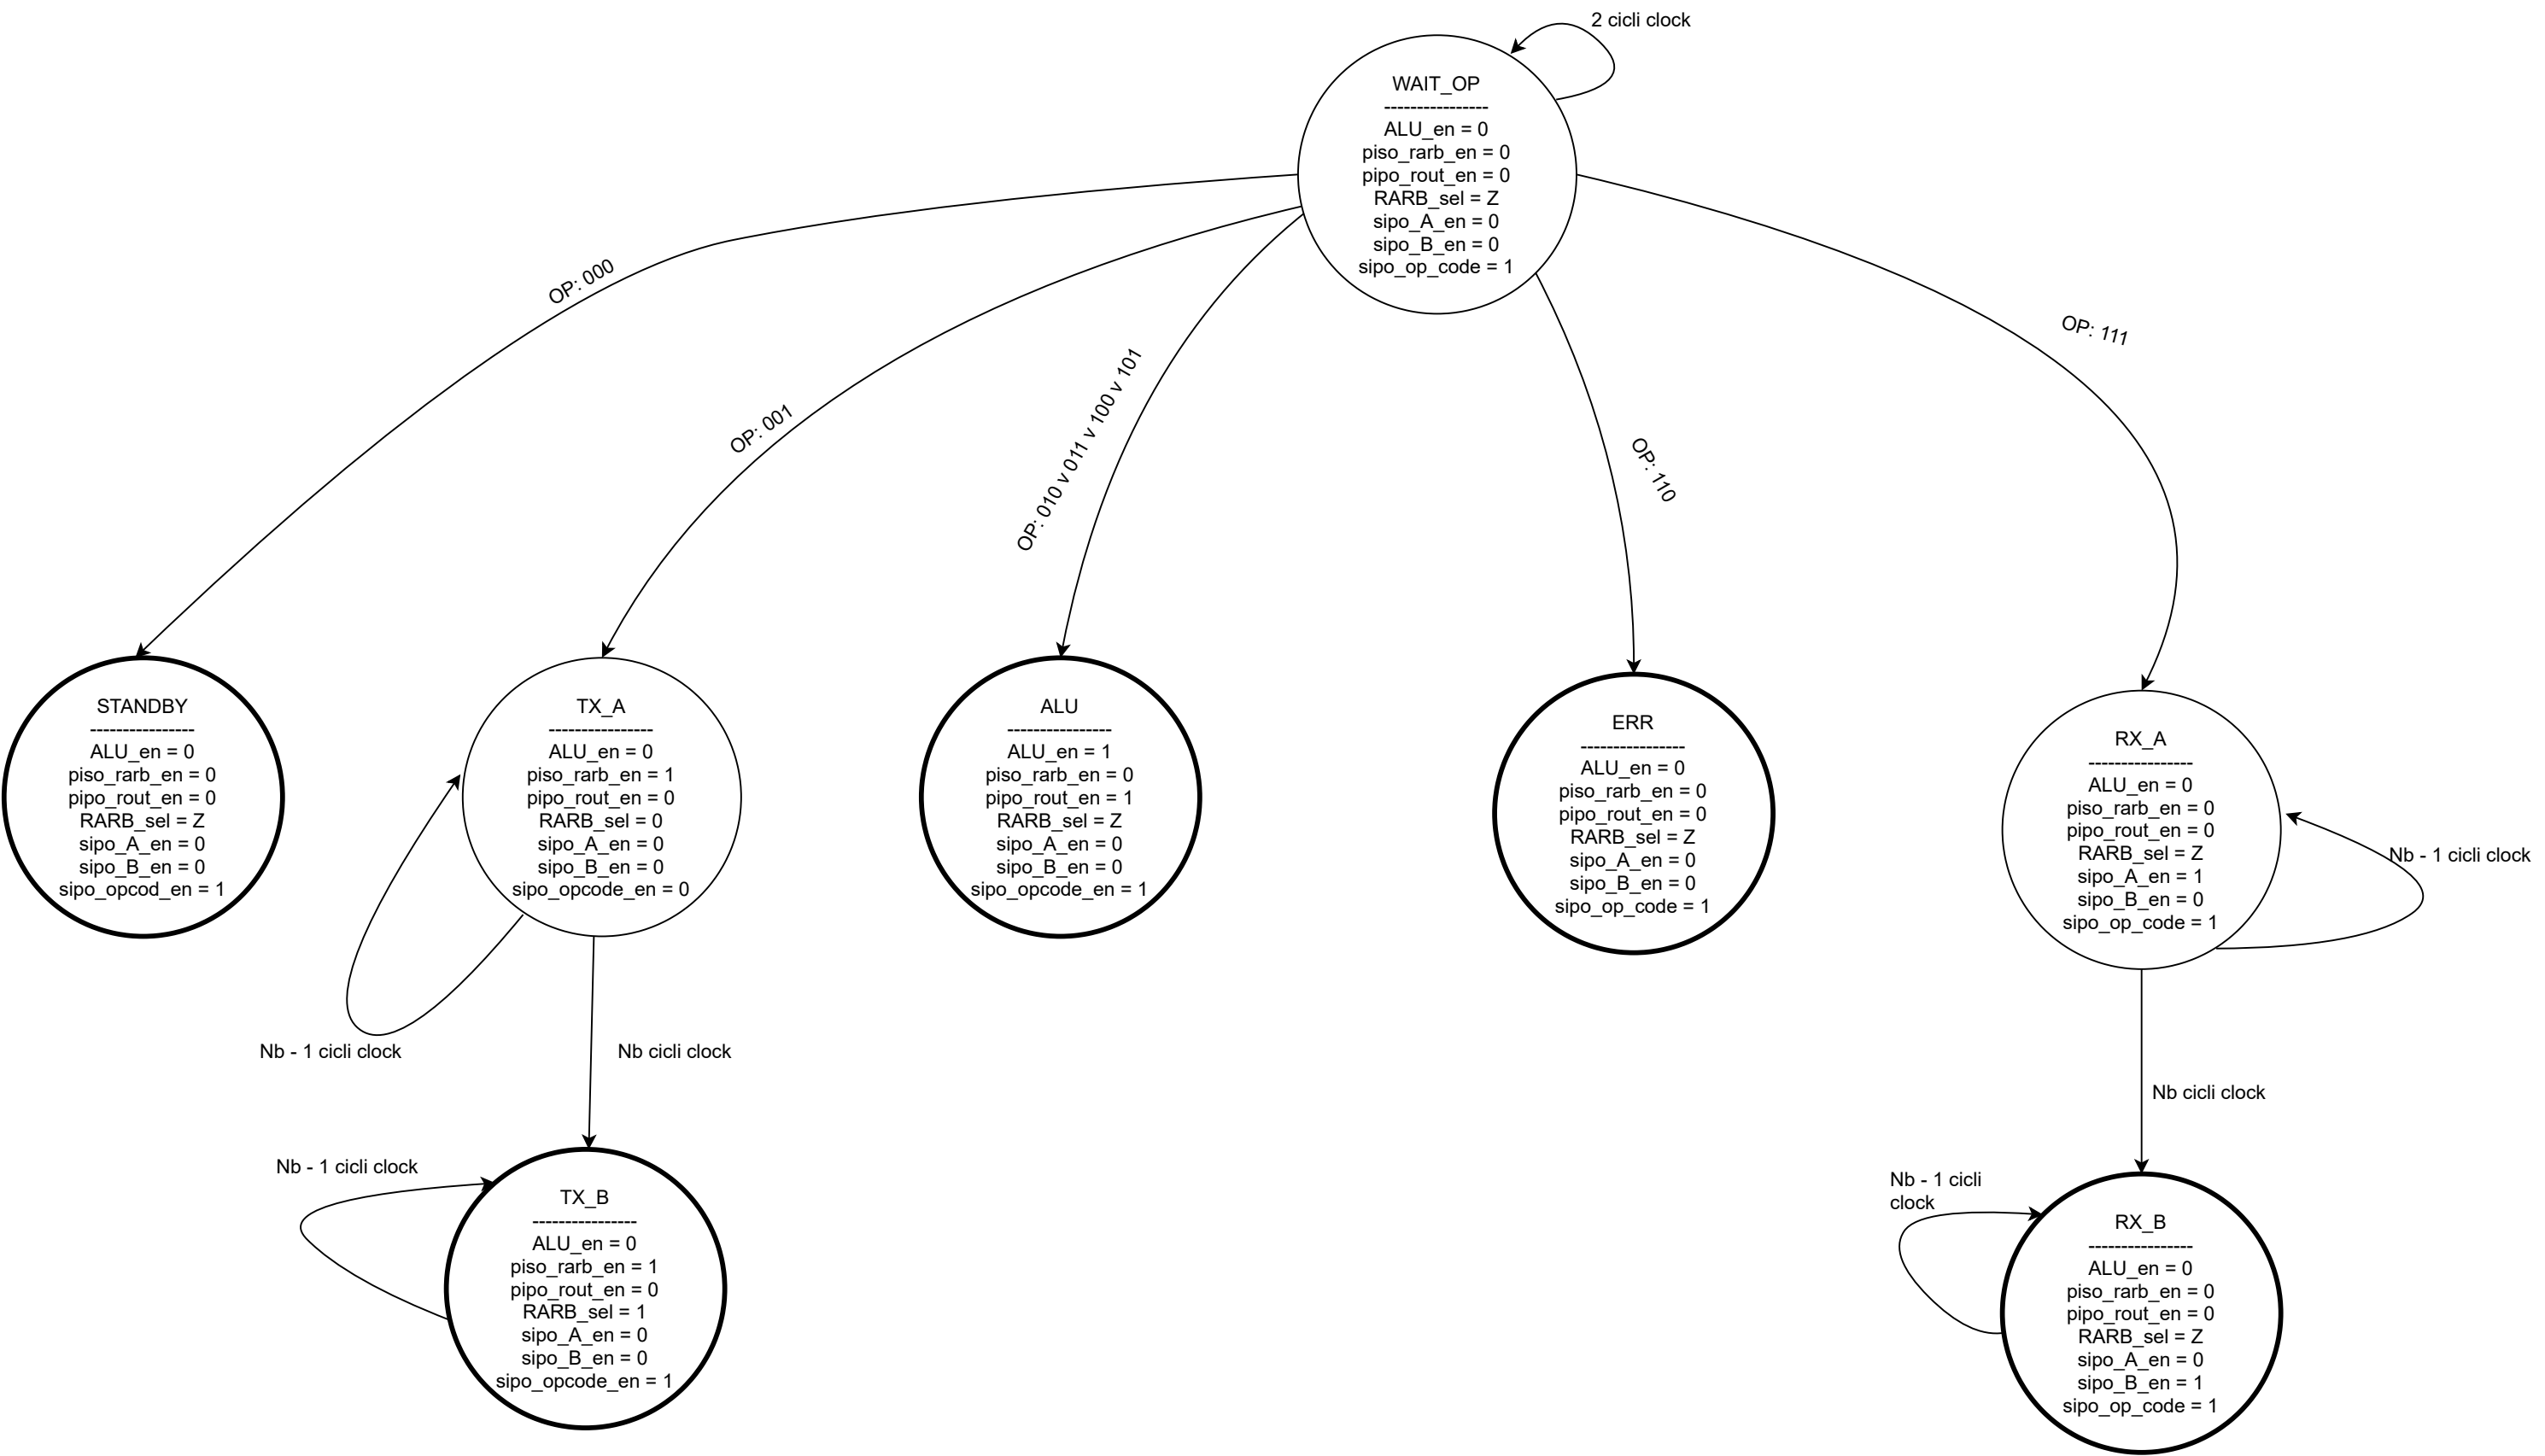 2 cicli clock
WAIT_OP
----------------
ALU_en = 0
piso_rarb_en = 0
pipo_rout_en = 0
RARB_sel = Z
sipo_A_en = 0
sipo_B_en = 0
sipo_op_code = 1
OP: 000
OP: 001
OP: 010 v 011 v 100 v 101
OP: 110
OP: 111
STANDBY
----------------
ALU_en = 0
piso_rarb_en = 0
pipo_rout_en = 0
RARB_sel = Z
sipo_A_en = 0
sipo_B_en = 0
sipo_opcod_en = 1
TX_A
----------------
ALU_en = 0
piso_rarb_en = 1
pipo_rout_en = 0
RARB_sel = 0
sipo_A_en = 0
sipo_B_en = 0
sipo_opcode_en = 0
ALU
----------------
ALU_en = 1
piso_rarb_en = 0
pipo_rout_en = 1
RARB_sel = Z
sipo_A_en = 0
sipo_B_en = 0
sipo_opcode_en = 1
ERR
----------------
ALU_en = 0
piso_rarb_en = 0
pipo_rout_en = 0
RARB_sel = Z
sipo_A_en = 0
sipo_B_en = 0
sipo_op_code = 1
RX_A
----------------
ALU_en = 0
piso_rarb_en = 0
pipo_rout_en = 0
RARB_sel = Z
sipo_A_en = 1
sipo_B_en = 0
sipo_op_code = 1
Nb - 1 cicli clock
Nb - 1 cicli clock
Nb cicli clock
Nb cicli clock
Nb - 1 cicli clock
TX_B
----------------
ALU_en = 0
piso_rarb_en = 1
pipo_rout_en = 0
RARB_sel = 1
sipo_A_en = 0
sipo_B_en = 0
sipo_opcode_en = 1
Nb - 1 cicli
clock
RX_B
----------------
ALU_en = 0
piso_rarb_en = 0
pipo_rout_en = 0
RARB_sel = Z
sipo_A_en = 0
sipo_B_en = 1
sipo_op_code = 1